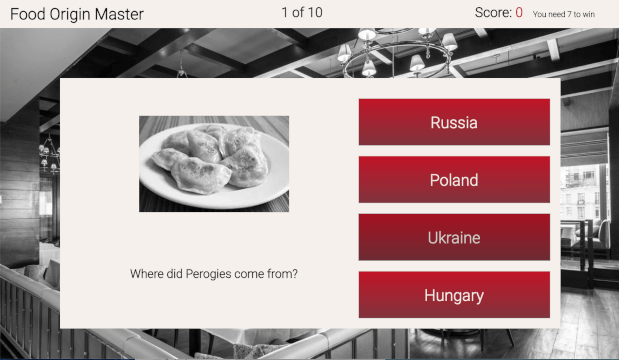 Food Origin Master
1 of 10
Score: 0 You need 7 to win
Russia
Poland
Ukraine
Where did Perogies come from?
Hungary